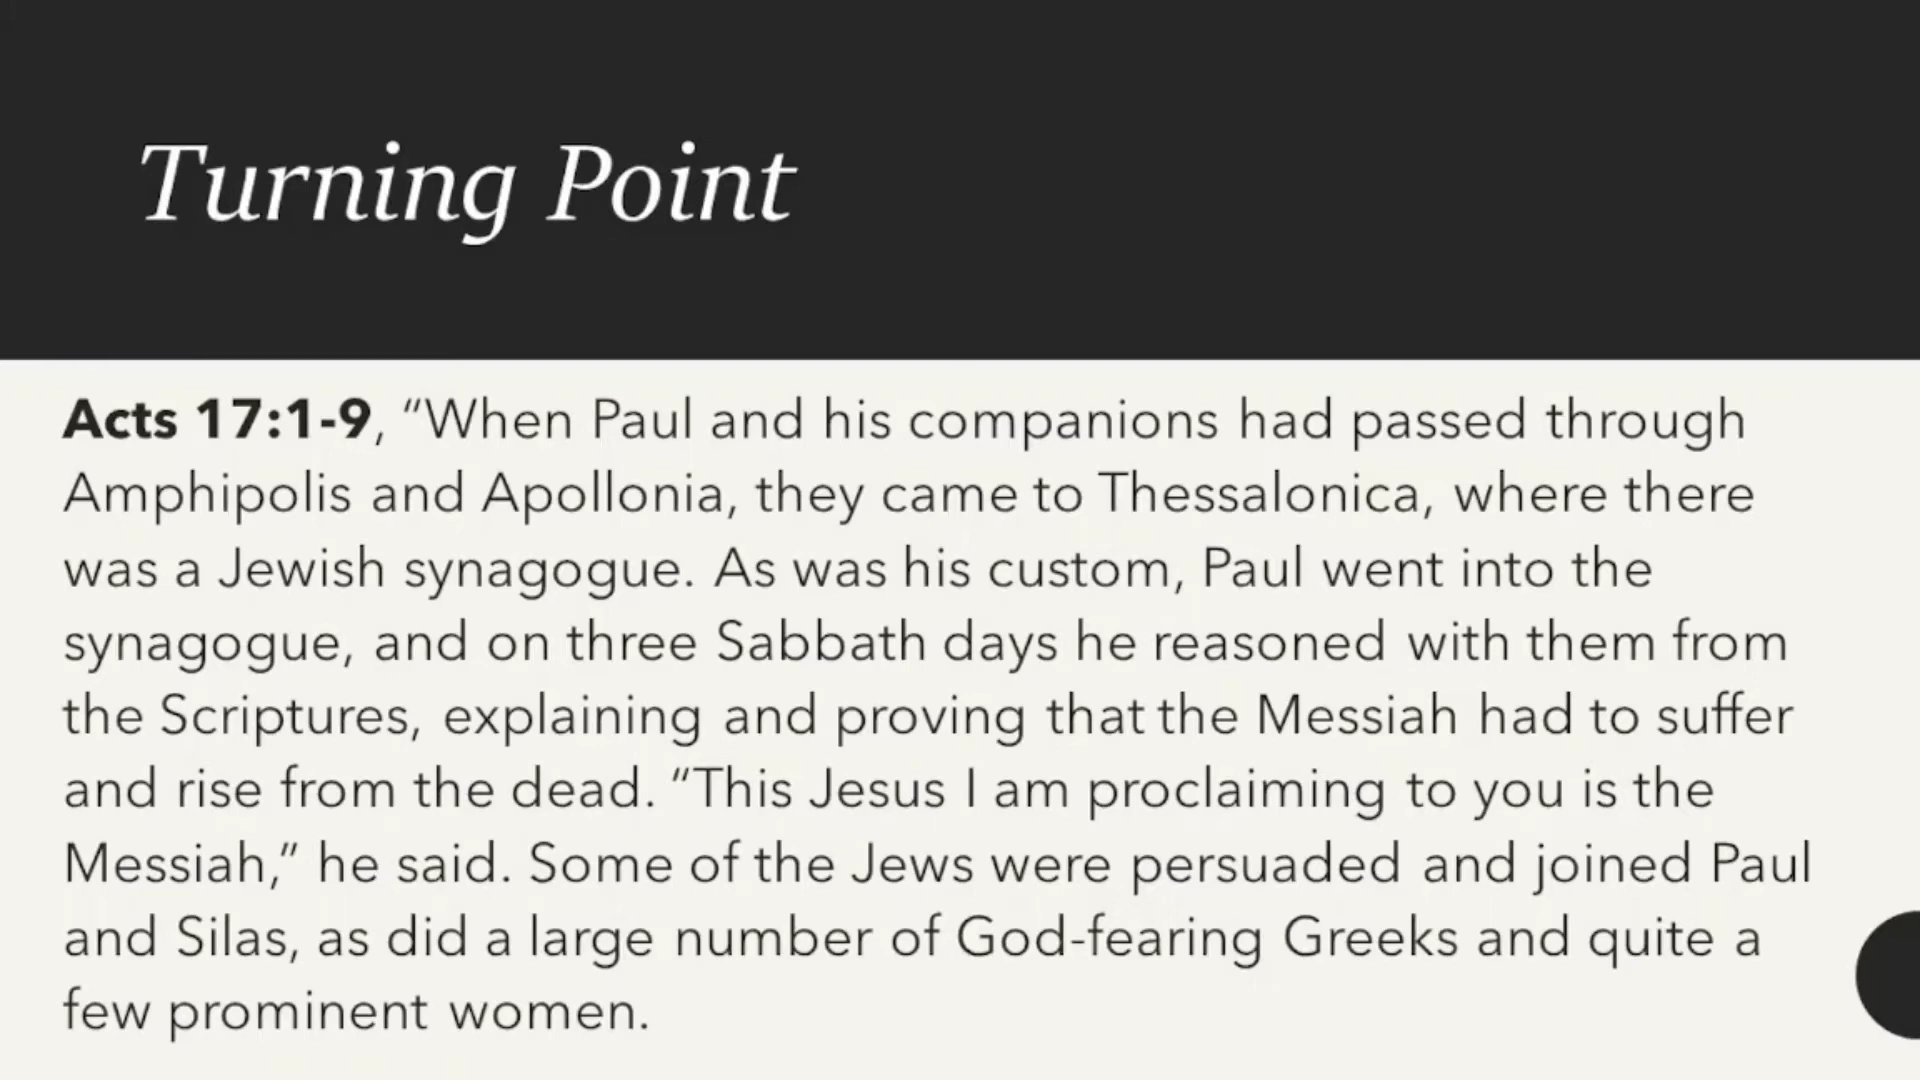 Turning Point
Acts 17:1-9, “When Paul and his companions had passed through
Amphipolis and Apollonia, they came to Thessalonica, where there
was a Jewish synagogue. As was his custom, Paul went into the
synagogue, and on three Sabbath days he reasoned with them from
the Scriptures, explaining and proving that the Messiah had to suffer
and rise from the dead. “This Jesus I am proclaiming to you is the
Messiah,” he said. Some of the Jews were persuaded and joined Paul
and Silas, as did a large number of God-fearing Greeks and quite a
few prominent women.